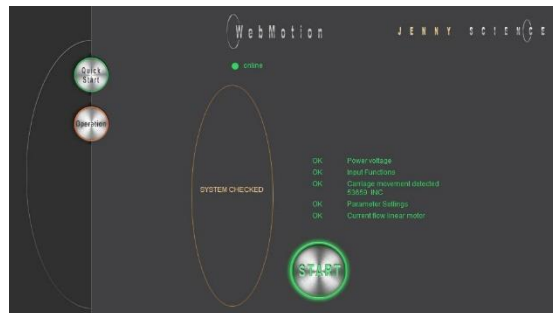 WebMotion
JENNY SCIENCE
online
Quick
Start
Operation
SYSTEM CHECKED
OK Power voltage
OK Input Functions
OK Carriage movement detected
53659 INC
OK Parameter Settings
OK Current flow linear motor
START